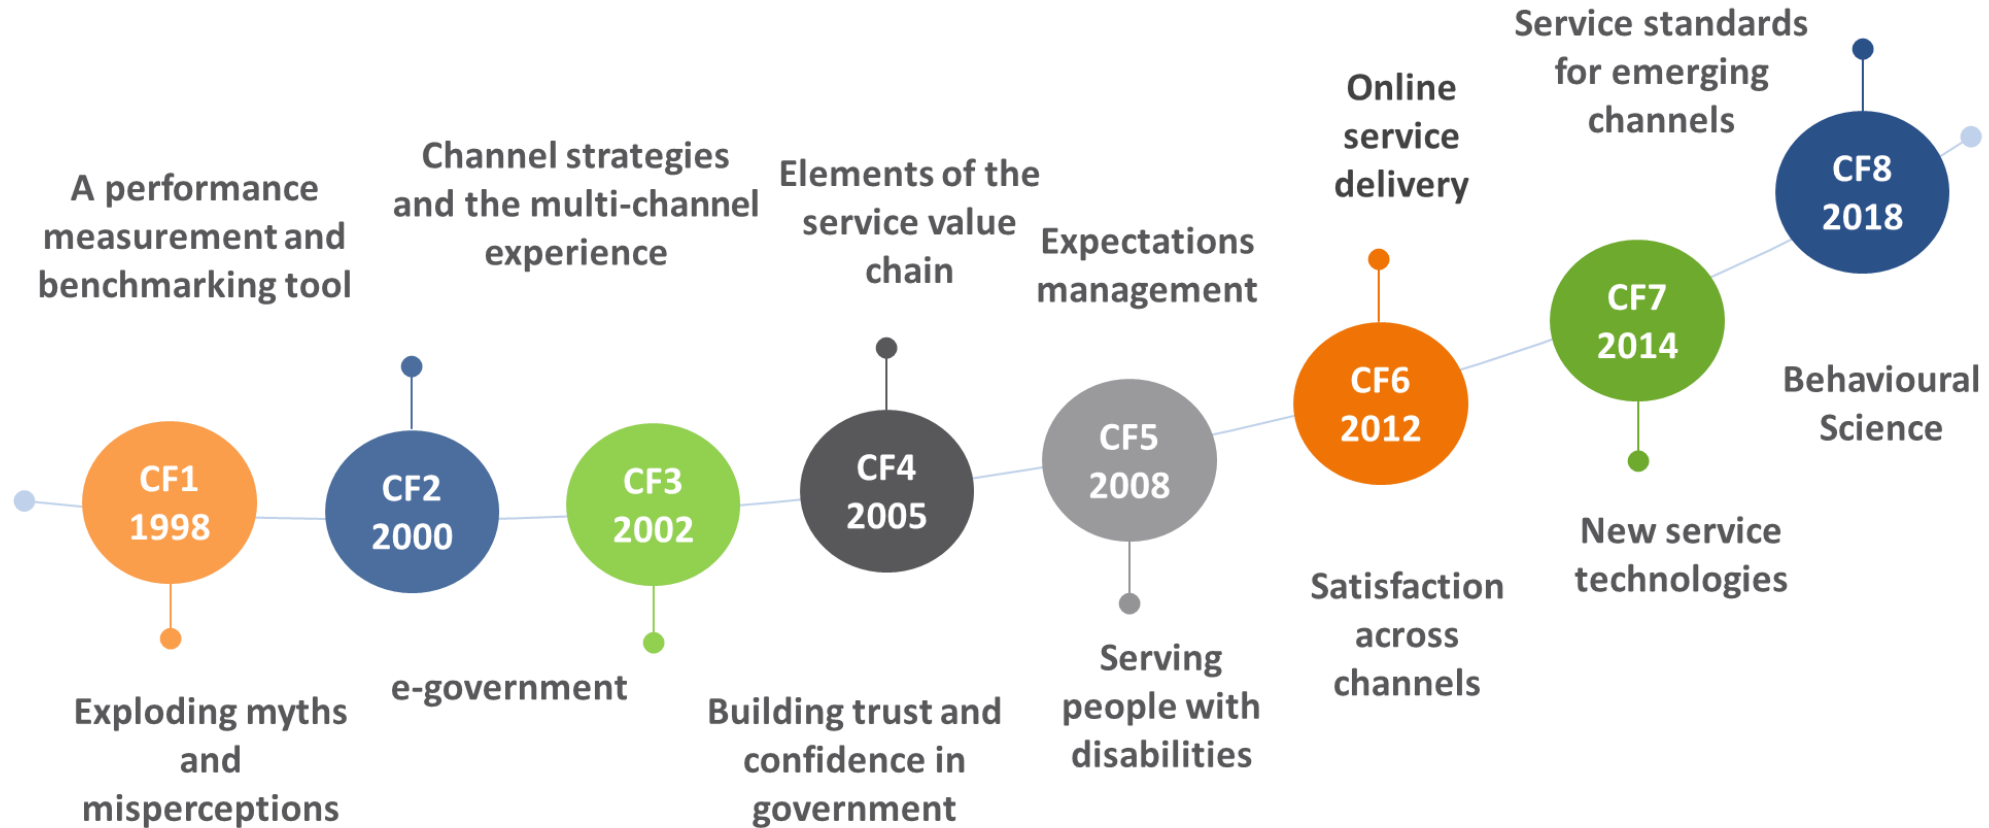 A performance
measurement and
benchmarking tool
CF1
1998
Exploding myths
and
misperceptions
Channel strategies
and the multi-channel
experience
CF2
2000
e-government
CF3
2002
Elements of the
service value
chain
CF4
2005
Building trust and
confidence in
government
Expectations
management
CF5
2008
Serving
people with
disabilities
Online
service
delivery
CF6
2012
Satisfaction
across
channels
CF7
2014
New service
technologies
Service standards
for emerging
channels
CF8
2018
Behavioural
Science